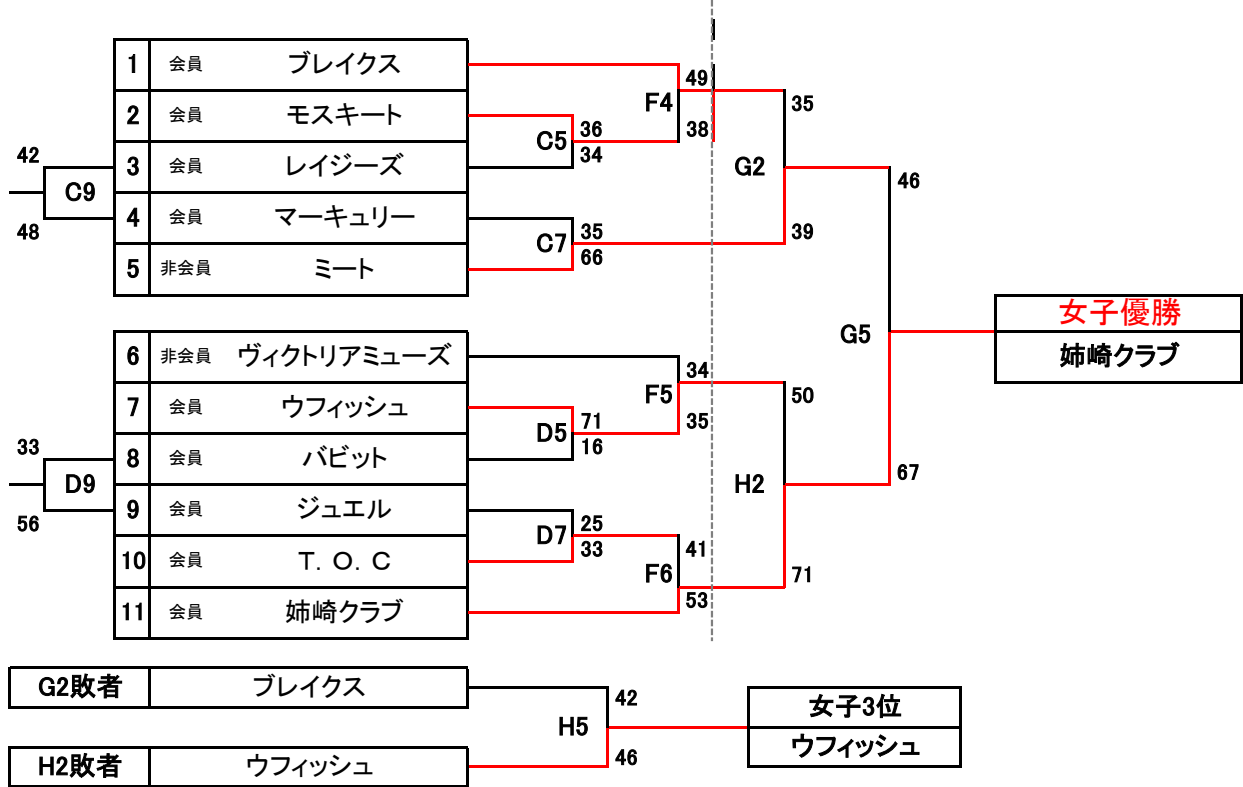 1 会員 ブレイクス
2 会員 モスキート
3 会員 レイジーズ
4 会員 マーキュリー
5 非会員 ミート
42
C9
48
36
C5
34
35
C7
66
49
F4
38
35
G2
39
46
G5
67
女子優勝
姉崎クラブ
6 非会員 ヴィクトリアミューズ
7 会員 ウフィッシュ
8 会員 バビット
9 会員 ジュエル
10 会員 T.O.C
11 会員 姉崎クラブ
33
D9
56
71
D5
16
25
D7
33
34
F5
35
41
F6
53
50
H2
71
G2敗者 ブレイクス
H2敗者 ウフィッシュ
42
H5
46
女子3位
ウフィッシュ